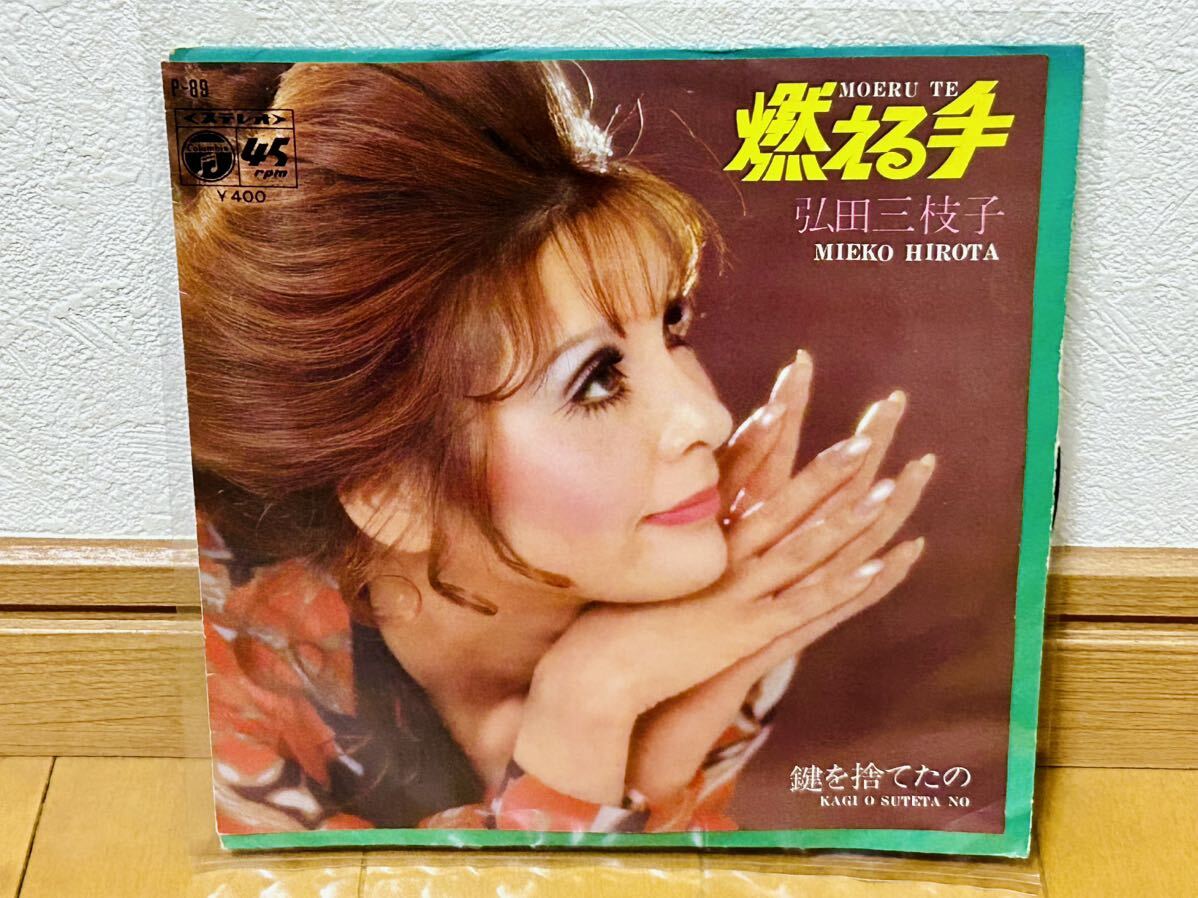 P-89
<ステレオ>
Columbia
45
rpm
¥400
MOERU TE
燃える手
弘田三枝子
MIEKO HIROTA
鍵を捨てたの
KAGI O SUTETA NO